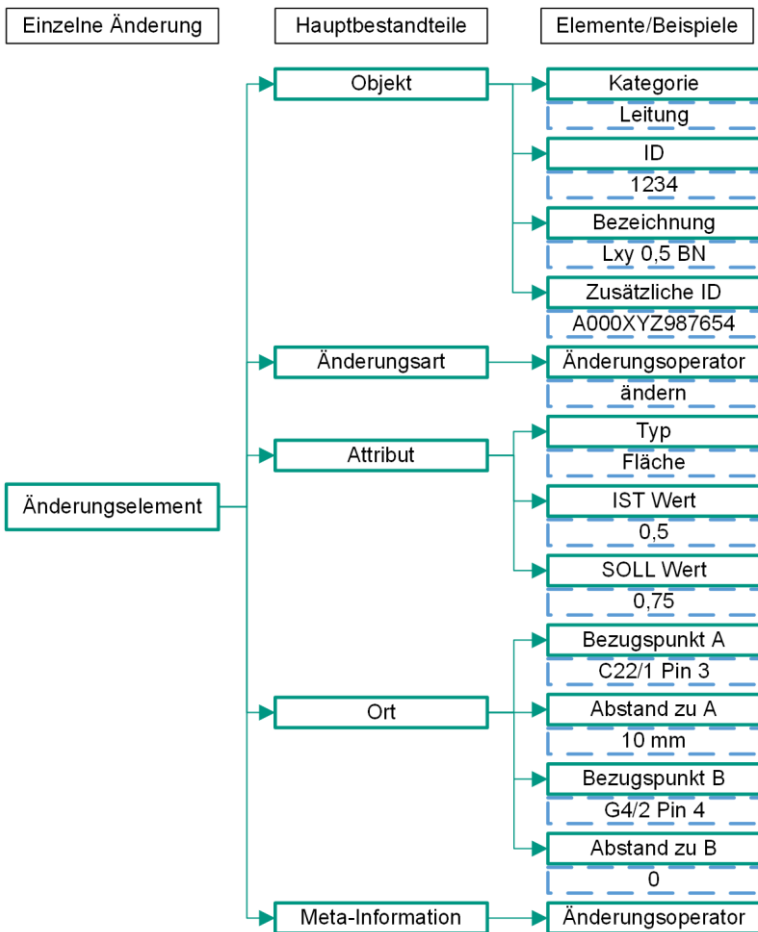 Einzelne Änderung
Hauptbestandteile
Elemente/Beispiele
Objekt
Kategorie
Leitung
ID
1234
Bezeichnung
Lxy 0,5 BN
Zusätzliche ID
A000XYZ987654
Änderungsart
Änderungsoperator
ändern
Attribut
Typ
Fläche
Änderungselement
IST Wert
0,5
SOLL Wert
0,75
Bezugspunkt A
C22/1 Pin 3
Ort
Abstand zu A
10 mm
Bezugspunkt B
G4/2 Pin 4
Abstand zu B
0
Meta-Information
Änderungsoperator